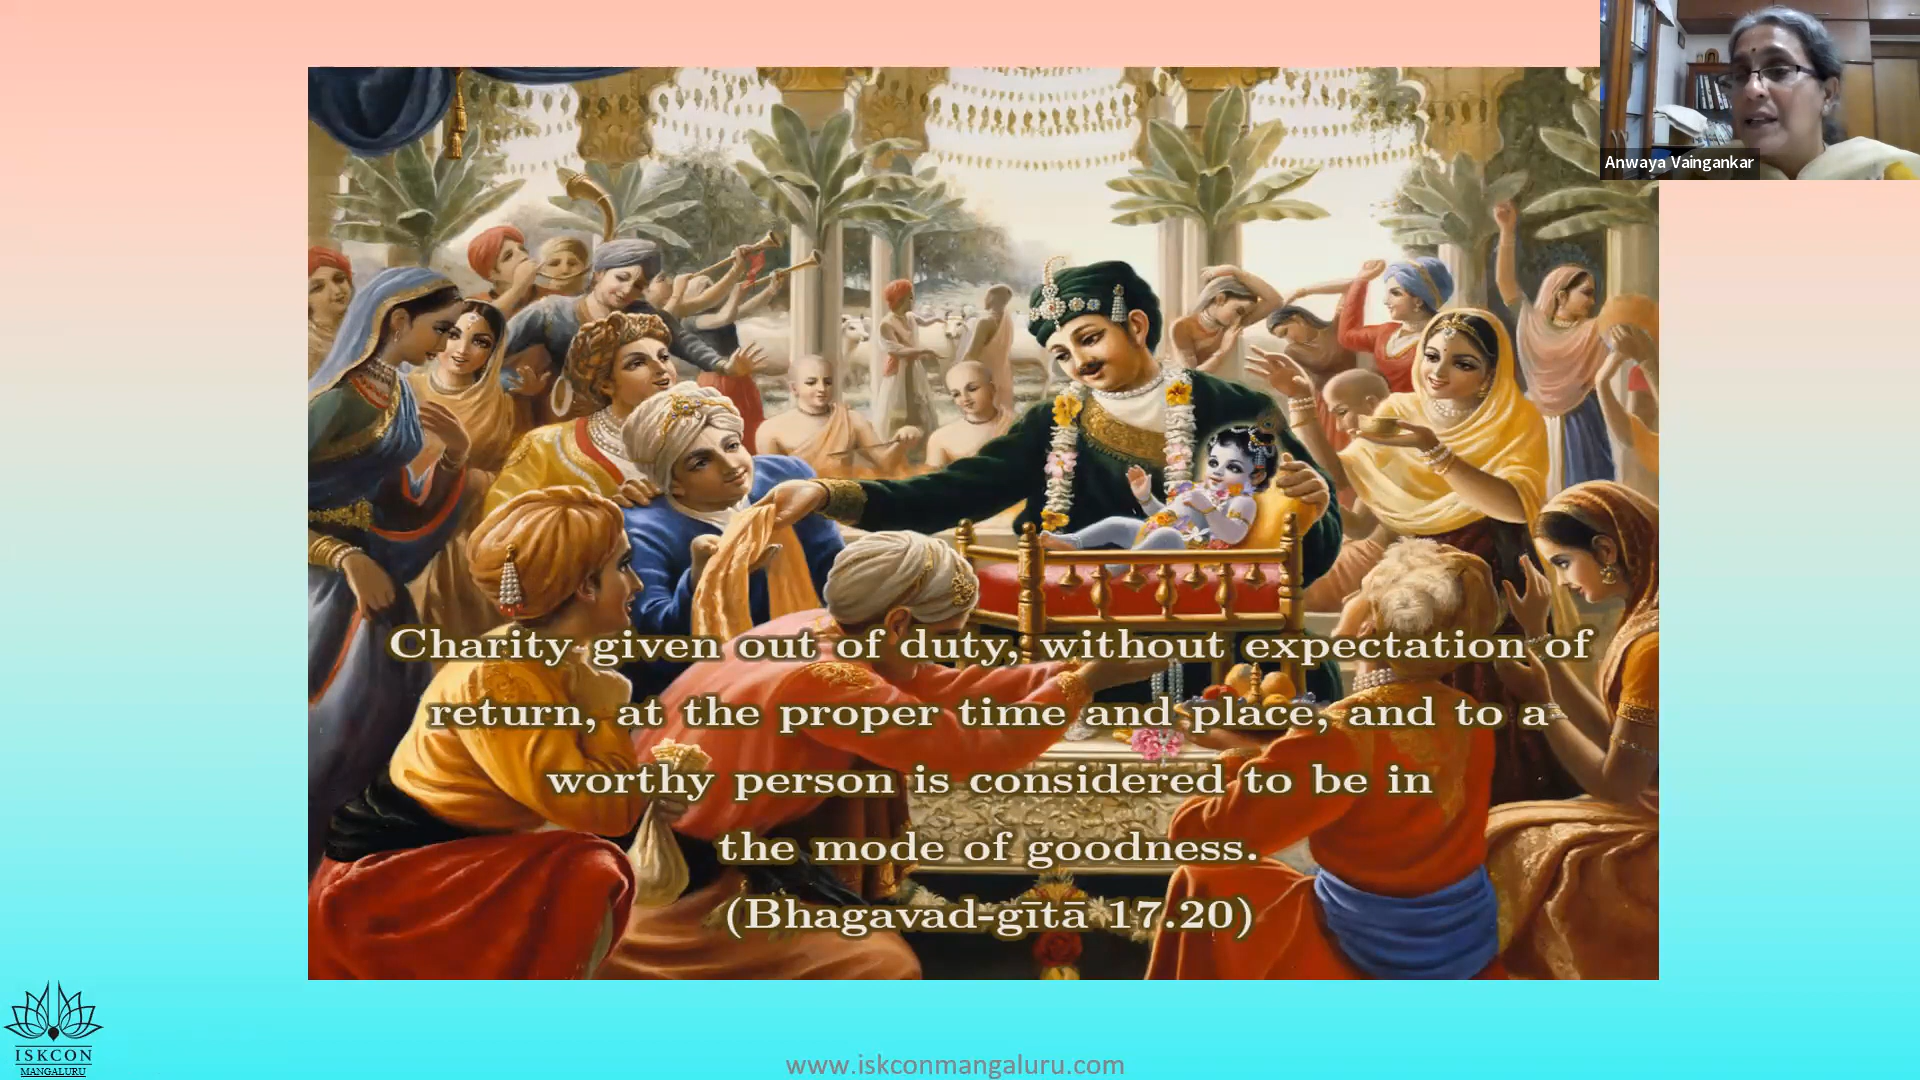 Anwaya Vaingankar
Charity given out of duty, without expectation of
return, at the proper time and place, and to a
worthy person is considered to be in
the mode of goodness.
(Bhagavad-gītā 17.20)
ISKCON
MANGALURU
www.iskconmangaluru.com